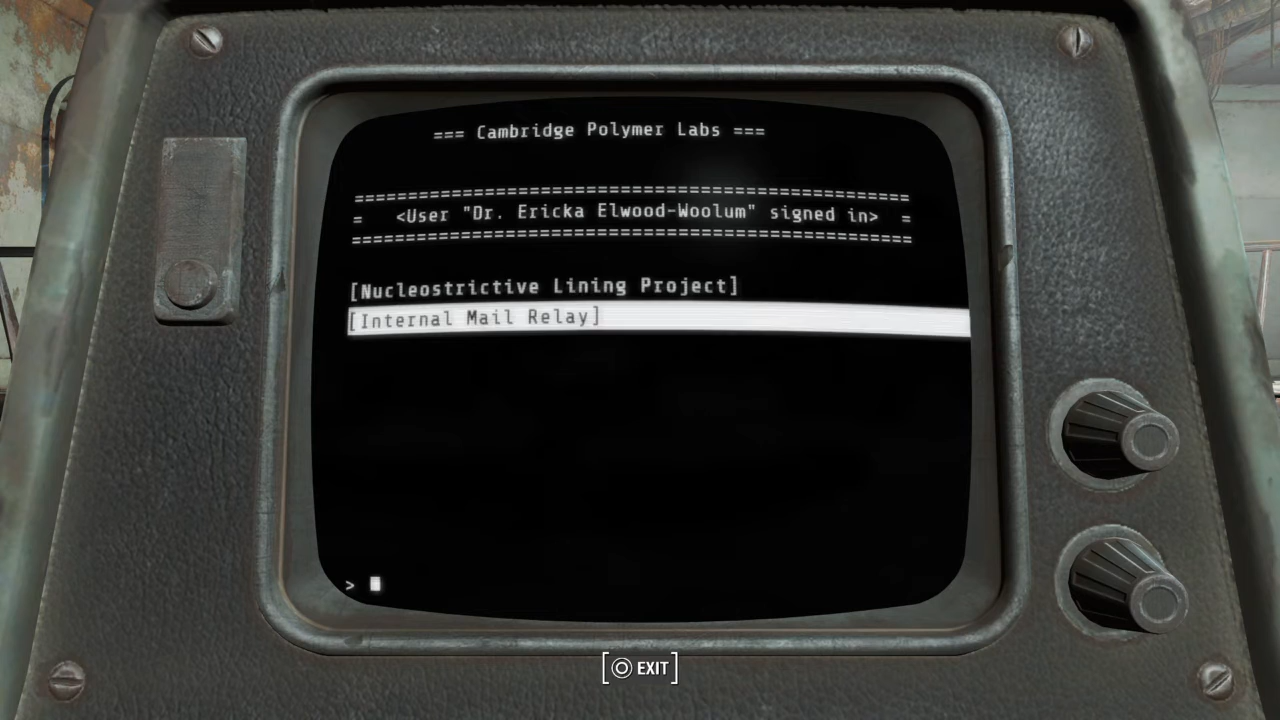 === Cambridge Polymer Labs ===
=====================================================
= <User "Dr. Ericka Elwood-Woolum" signed in> =
=====================================================
[Nucleostrictive Lining Project]
[Internal Mail Relay]
>
[EXIT]